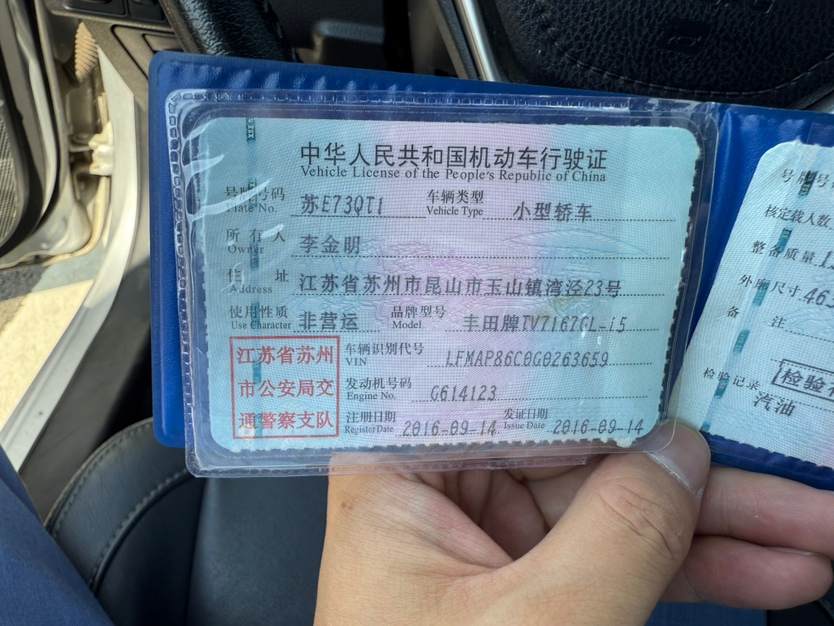 中华人民共和国机动车行驶证
Vehicle License of the People's Republic of China
号牌号码 苏E73QT1 车辆类型 小型轿车
Plate No. Vehicle Type
所有人 李金明
Owner
住址 江苏省苏州市昆山市玉山镇湾泾23号
Address
使用性质 非营运 品牌型号 丰田牌TV7167GL-i5
Use Character Model
江苏省苏州
市公安局交
通警察支队
车辆识别代号 LFMAP86C0G0263659
VIN
发动机号码 G614123
Engine No.
注册日期 2016-09-14 发证日期 2016-09-14
Register Date Issue Date
号牌号
核定载人数
整备质量
外廓尺寸 46
备注
检验记录 检验
汽油